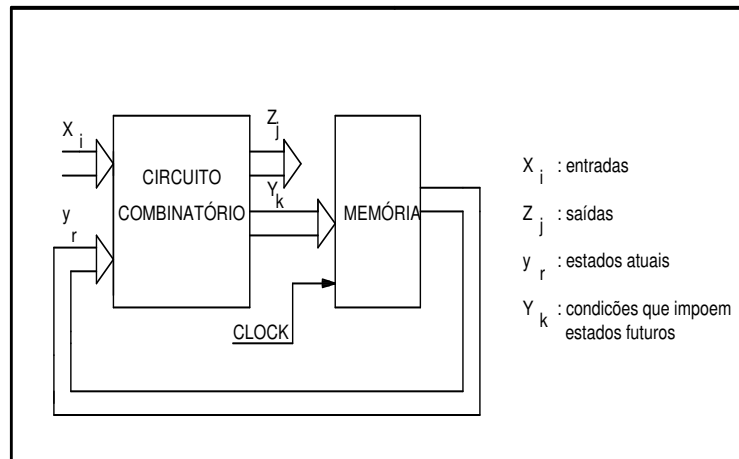 X i
Z j
CIRCUITO
COMBINATÓRIO
Y k
MEMÓRIA
y r
CLOCK
X i : entradas
Z j : saídas
y r : estados atuais
Y k : condicões que impoem
estados futuros